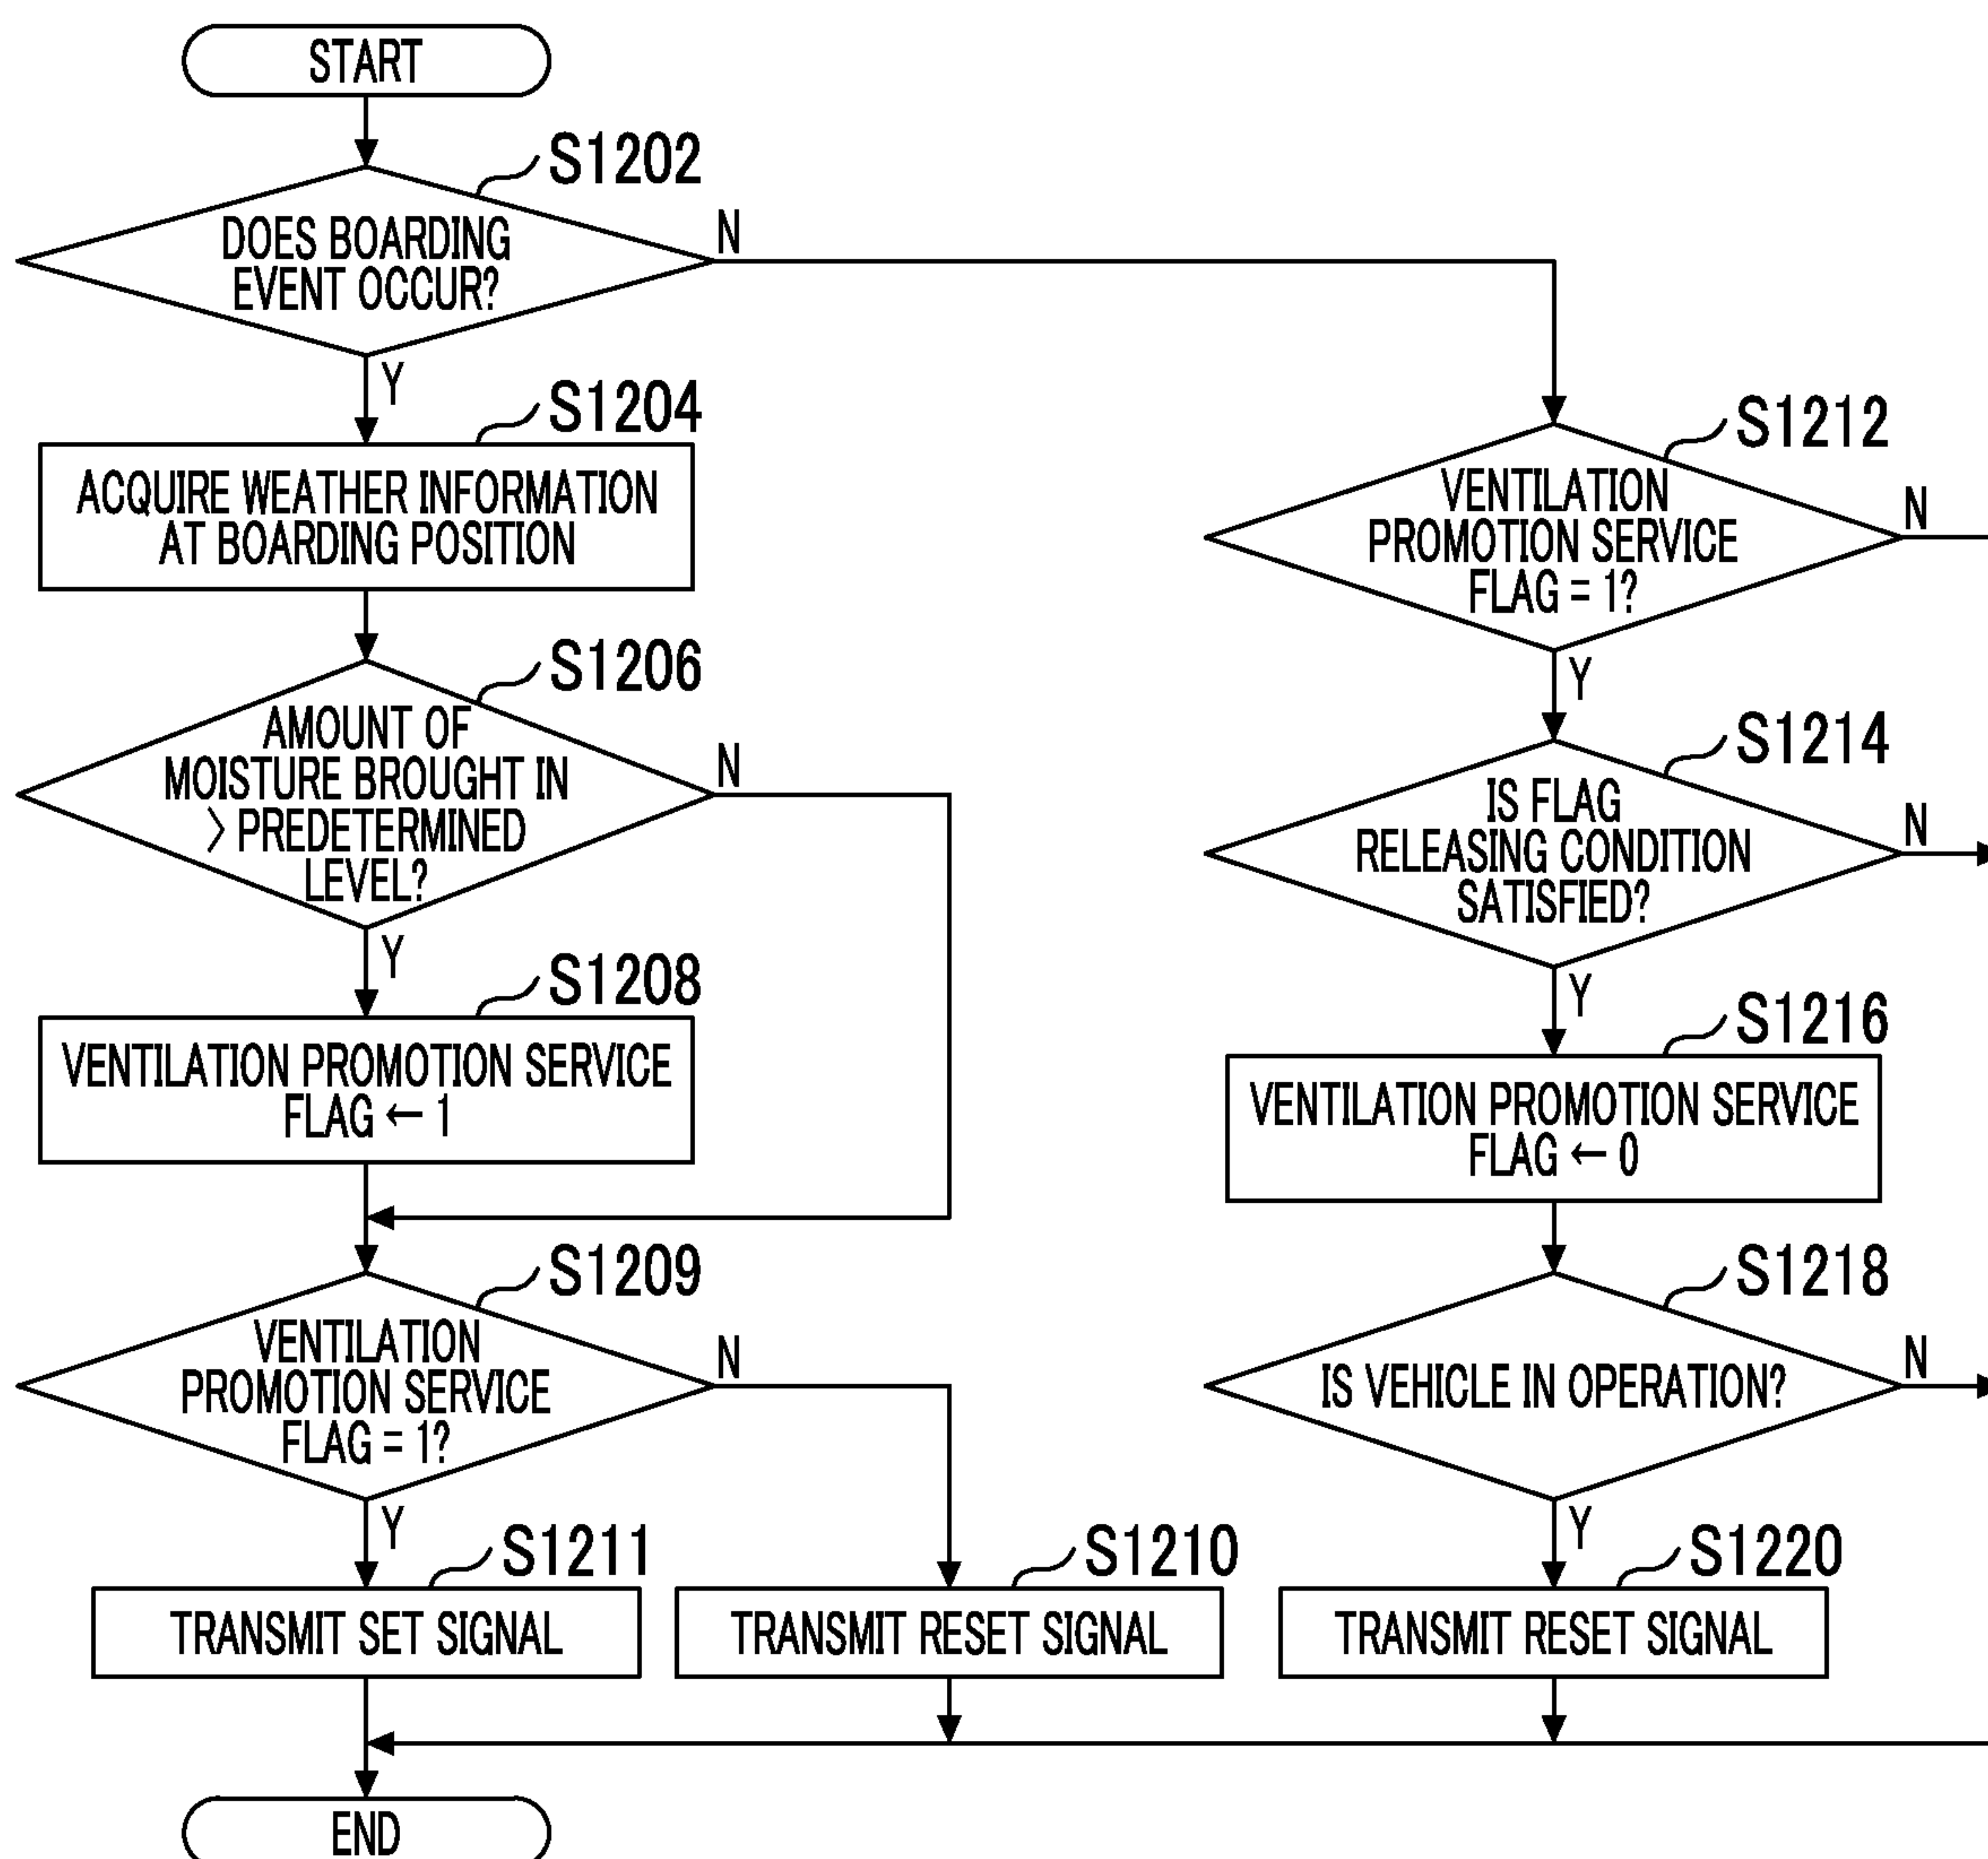 START
S1202
DOES BOARDING
EVENT OCCUR?
N
Y
S1204
ACQUIRE WEATHER INFORMATION
AT BOARDING POSITION
S1206
AMOUNT OF
MOISTURE BROUGHT IN
> PREDETERMINED
LEVEL?
N
Y
S1208
VENTILATION PROMOTION SERVICE
FLAG ← 1
S1209
VENTILATION
PROMOTION SERVICE
FLAG = 1?
N
Y
S1211
TRANSMIT SET SIGNAL
S1210
TRANSMIT RESET SIGNAL
S1212
VENTILATION
PROMOTION SERVICE
FLAG = 1?
N
Y
S1214
IS FLAG
RELEASING CONDITION
SATISFIED?
N
Y
S1216
VENTILATION PROMOTION SERVICE
FLAG ← 0
S1218
IS VEHICLE IN OPERATION?
N
Y
S1220
TRANSMIT RESET SIGNAL
END